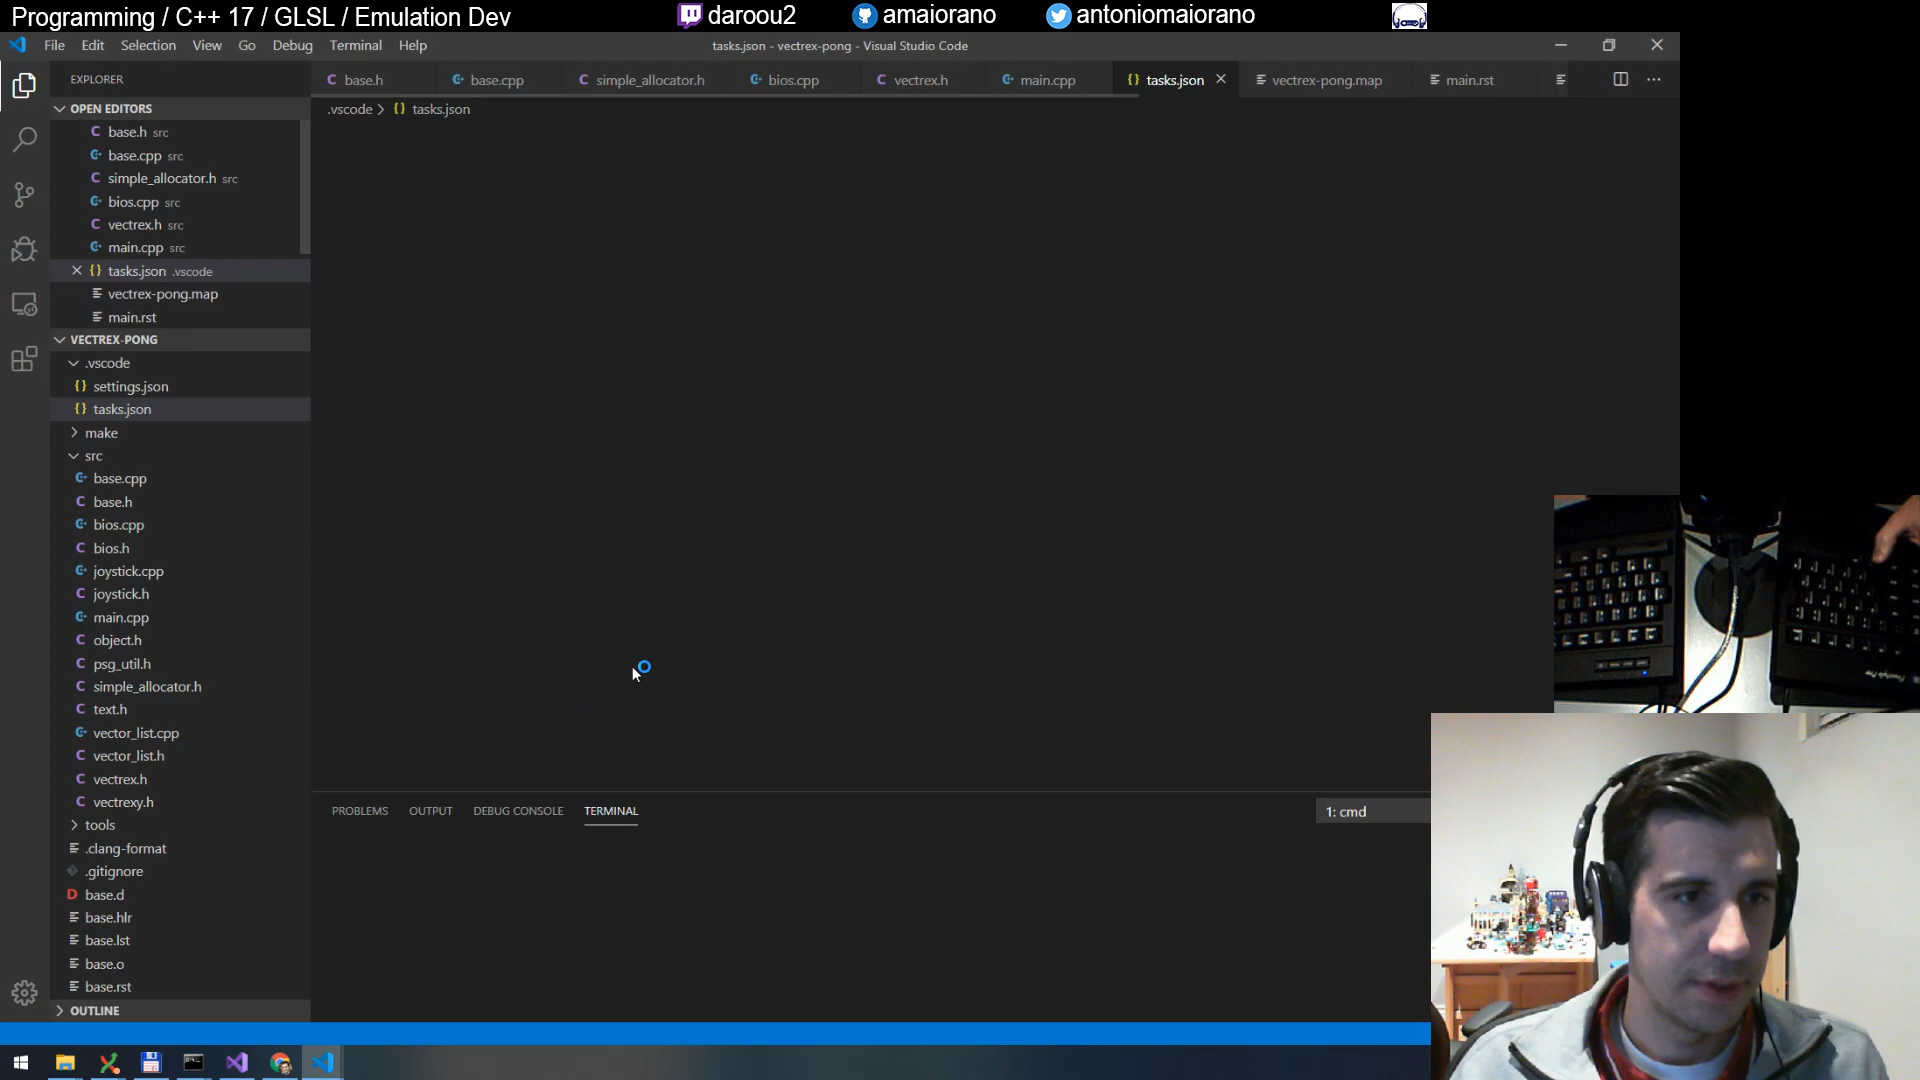 Programming / C++ 17 / GLSL / Emulation Dev
daroou2
amaiorano
antoniomaiorano
File Edit Selection View Go Debug Terminal Help
tasks.json - vectrex-pong - Visual Studio Code
EXPLORER
base.h
base.cpp
simple_allocator.h
bios.cpp
vectrex.h
main.cpp
tasks.json
vectrex-pong.map
main.rst
.vscode > tasks.json
OPEN EDITORS
base.h src
base.cpp src
simple_allocator.h src
bios.cpp src
vectrex.h src
main.cpp src
tasks.json .vscode
vectrex-pong.map
main.rst
VECTREX-PONG
.vscode
settings.json
tasks.json
make
src
base.cpp
base.h
bios.cpp
bios.h
joystick.cpp
joystick.h
main.cpp
object.h
psg_util.h
simple_allocator.h
text.h
vector_list.cpp
vector_list.h
vectrex.h
vectrexy.h
tools
.clang-format
.gitignore
base.d
base.hlr
base.lst
base.o
base.rst
OUTLINE
PROBLEMS OUTPUT DEBUG CONSOLE TERMINAL
1: cmd